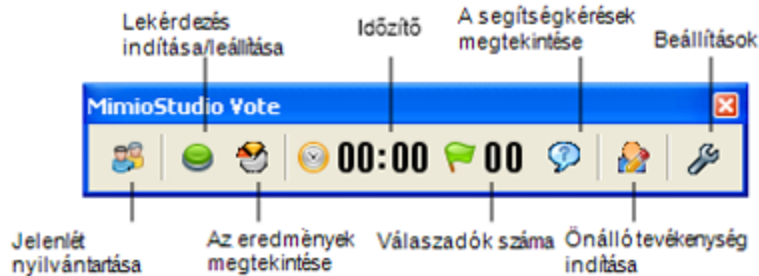 Lekérdezés
indítása/leállítása
Időzítő
A segítségkérések
megtekintése
Beállítások
MimioStudio Vote
00:00
00
Jelenlét
nyilvántartása
Az eredmények
megtekintése
Válaszadók száma
Önálló tevékenység
indítása